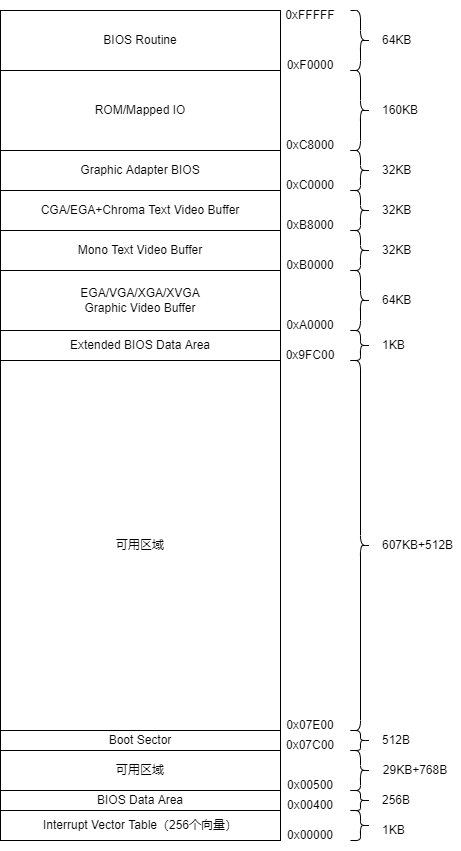 0xFFFFF
BIOS Routine
64KB
0xF0000
ROM/Mapped IO
160KB
0xC8000
Graphic Adapter BIOS
32KB
0xC0000
CGA/EGA+Chroma Text Video Buffer
32KB
0xB8000
Mono Text Video Buffer
32KB
0xB0000
EGA/VGA/XGA/XVGA
Graphic Video Buffer
64KB
0xA0000
Extended BIOS Data Area
1KB
0x9FC00
可用区域
607KB+512B
0x07E00
Boot Sector
512B
0x07C00
可用区域
29KB+768B
0x00500
BIOS Data Area
256B
0x00400
Interrupt Vector Table（256个向量）
1KB
0x00000